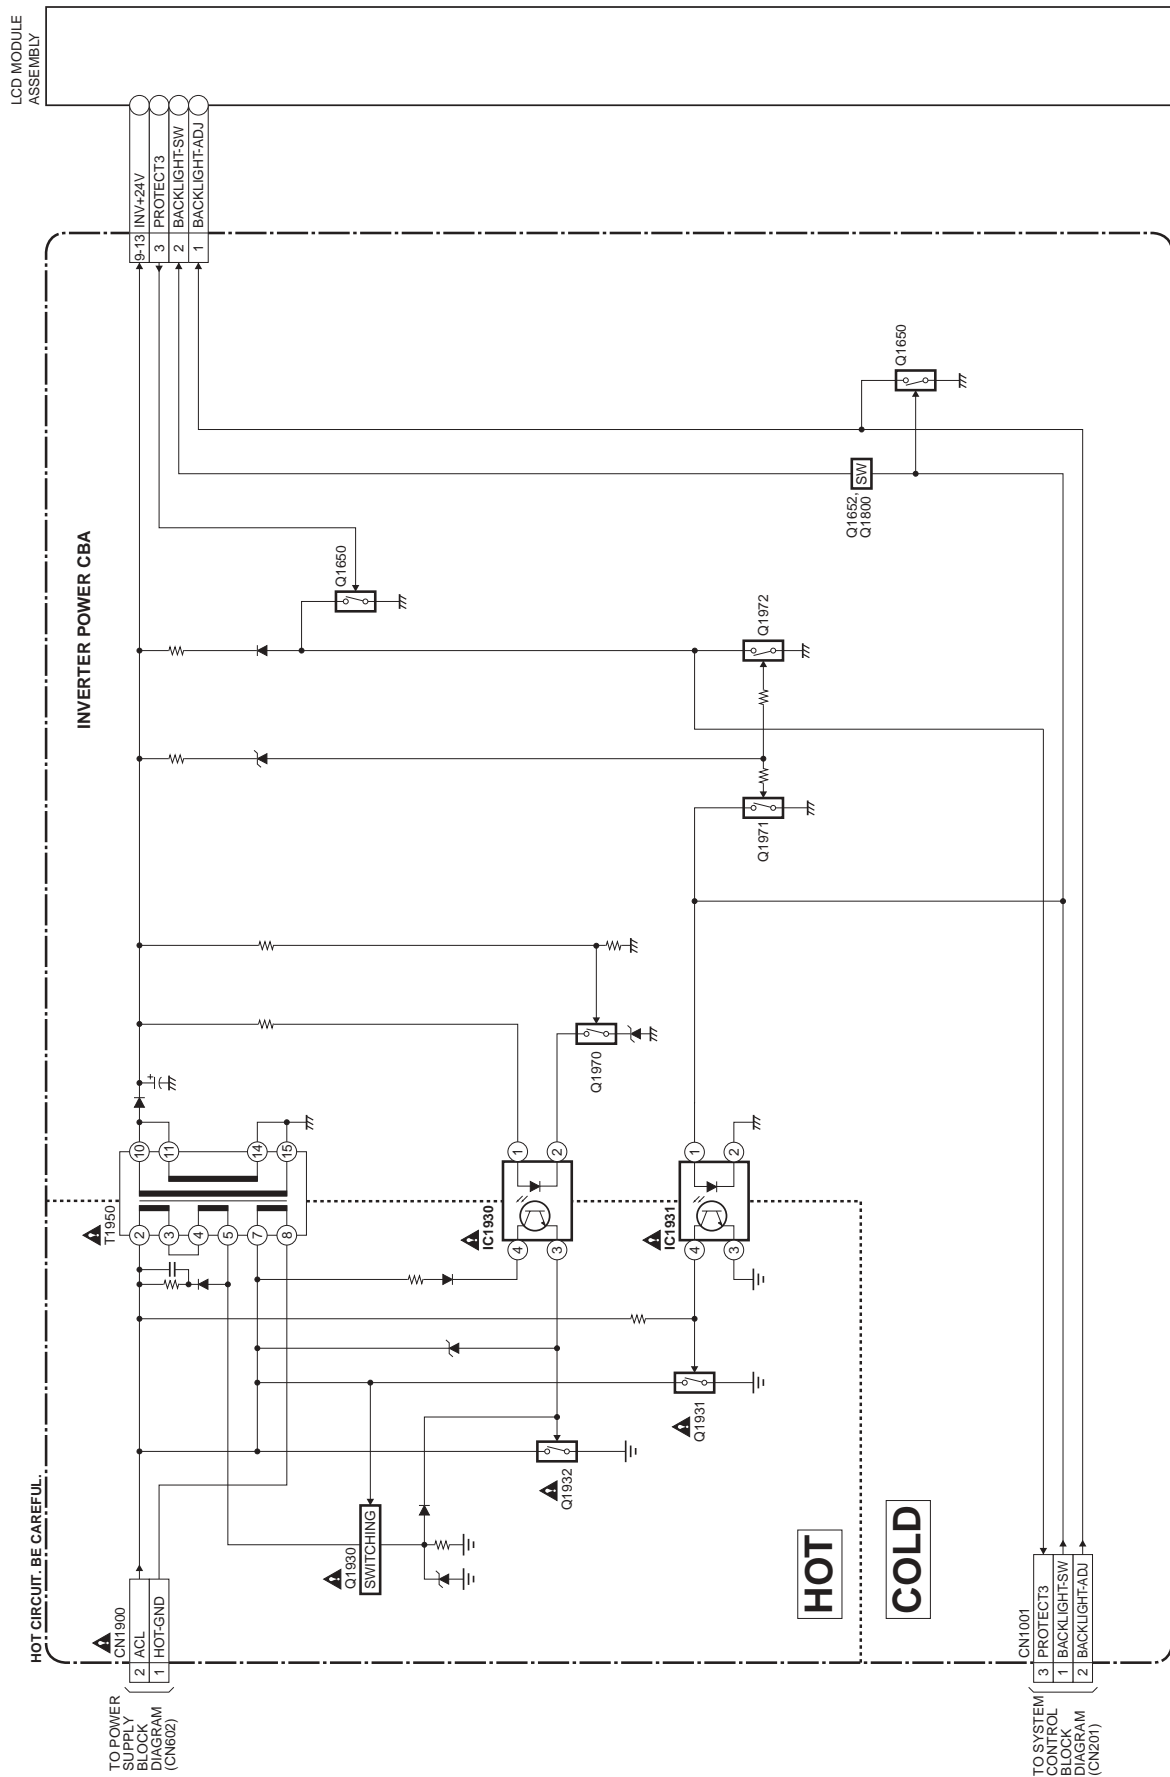 LCD MODULE
ASSEMBLY
9-13 INV+24V
3 PROTECT3
2 BACKLIGHT-SW
1 BACKLIGHT-ADJ
INVERTER POWER CBA
Q1650
Q1650
Q1652,
Q1800
SW
Q1972
Q1971
Q1970
+
10
11
14
15
T1950
2
3
4
5
7
8
1
2
IC1930
4
3
1
2
IC1931
4
3
Q1931
Q1932
Q1930
SWITCHING
HOT CIRCUIT. BE CAREFUL.
HOT
COLD
CN1900
2 ACL
1 HOT-GND
TO POWER
SUPPLY
BLOCK
DIAGRAM
(CN602)
CN1001
3 PROTECT3
1 BACKLIGHT-SW
2 BACKLIGHT-ADJ
TO SYSTEM
CONTROL
BLOCK
DIAGRAM
(CN201)